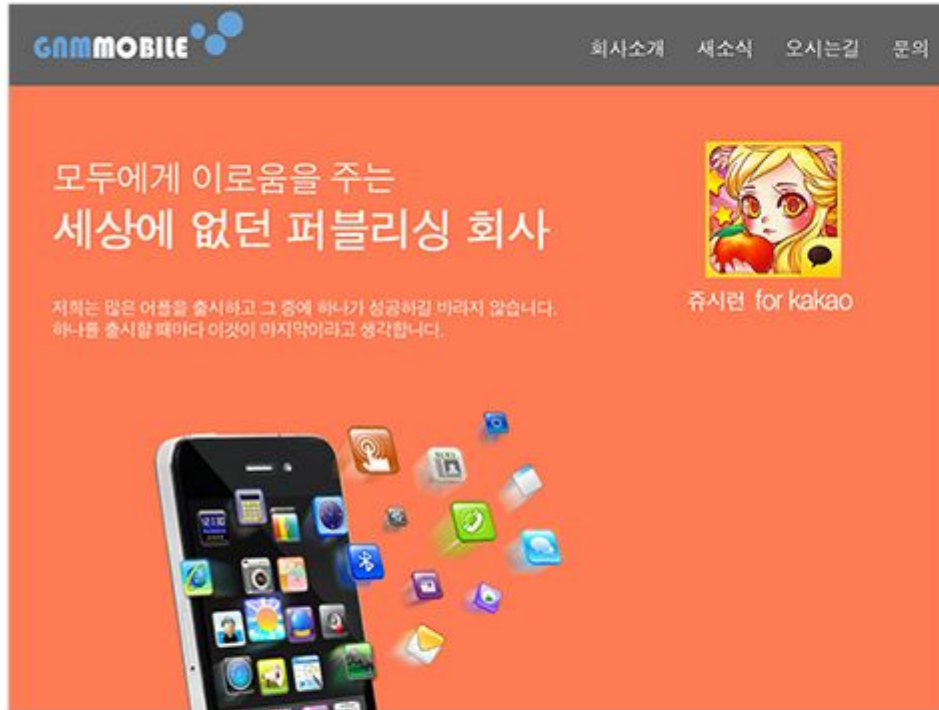 GNMMOBILE
회사소개 새소식 오시는길 문의
모두에게 이로움을 주는
세상에 없던 퍼블리싱 회사
저희는 많은 어플을 출시하고 그 중에 하나가 성공하길 바라지 않습니다.
하나를 출시할 때마다 이것이 마지막이라고 생각합니다.
쥬시런 for kakao
NEWS
12:10